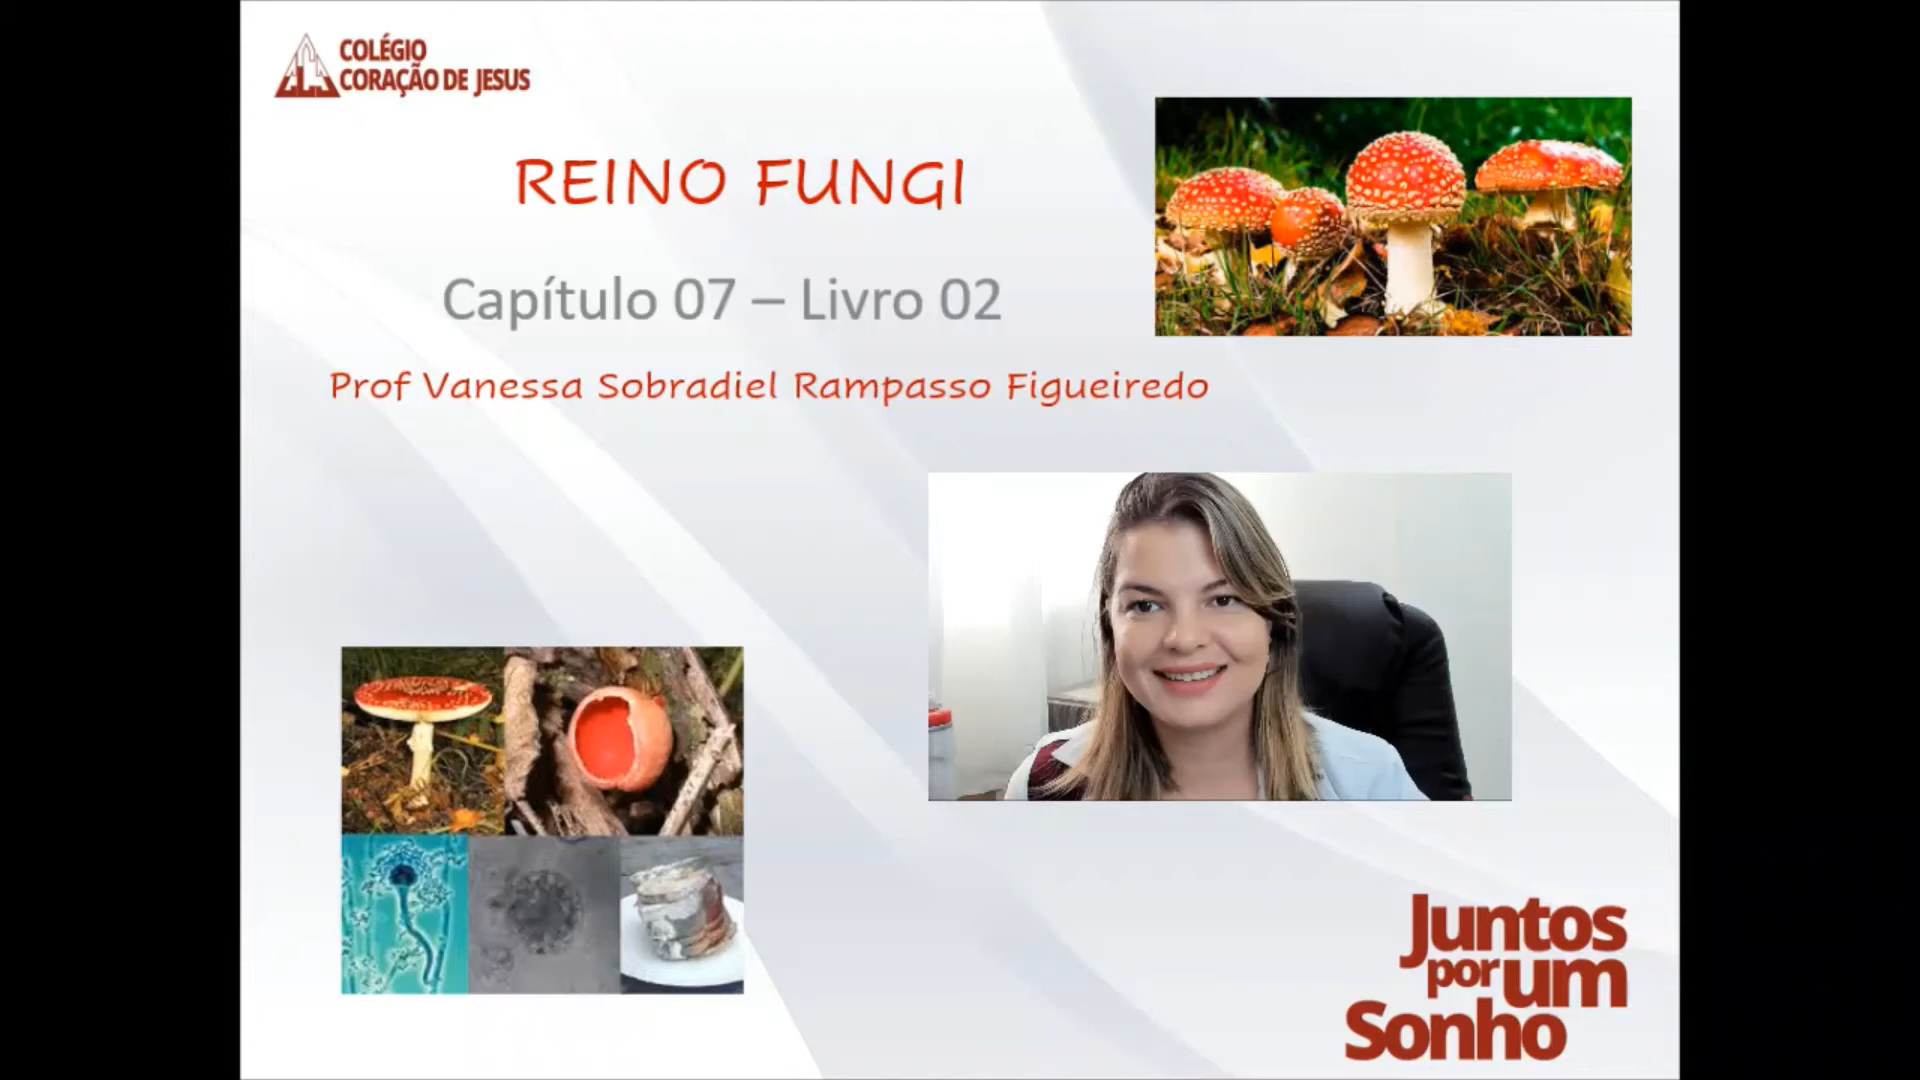 COLÉGIO
CORAÇÃO DE JESUS
REINO FUNGI
Capítulo 07 – Livro 02
Prof Vanessa Sobradiel Rampasso Figueiredo
Juntos
por um
Sonho